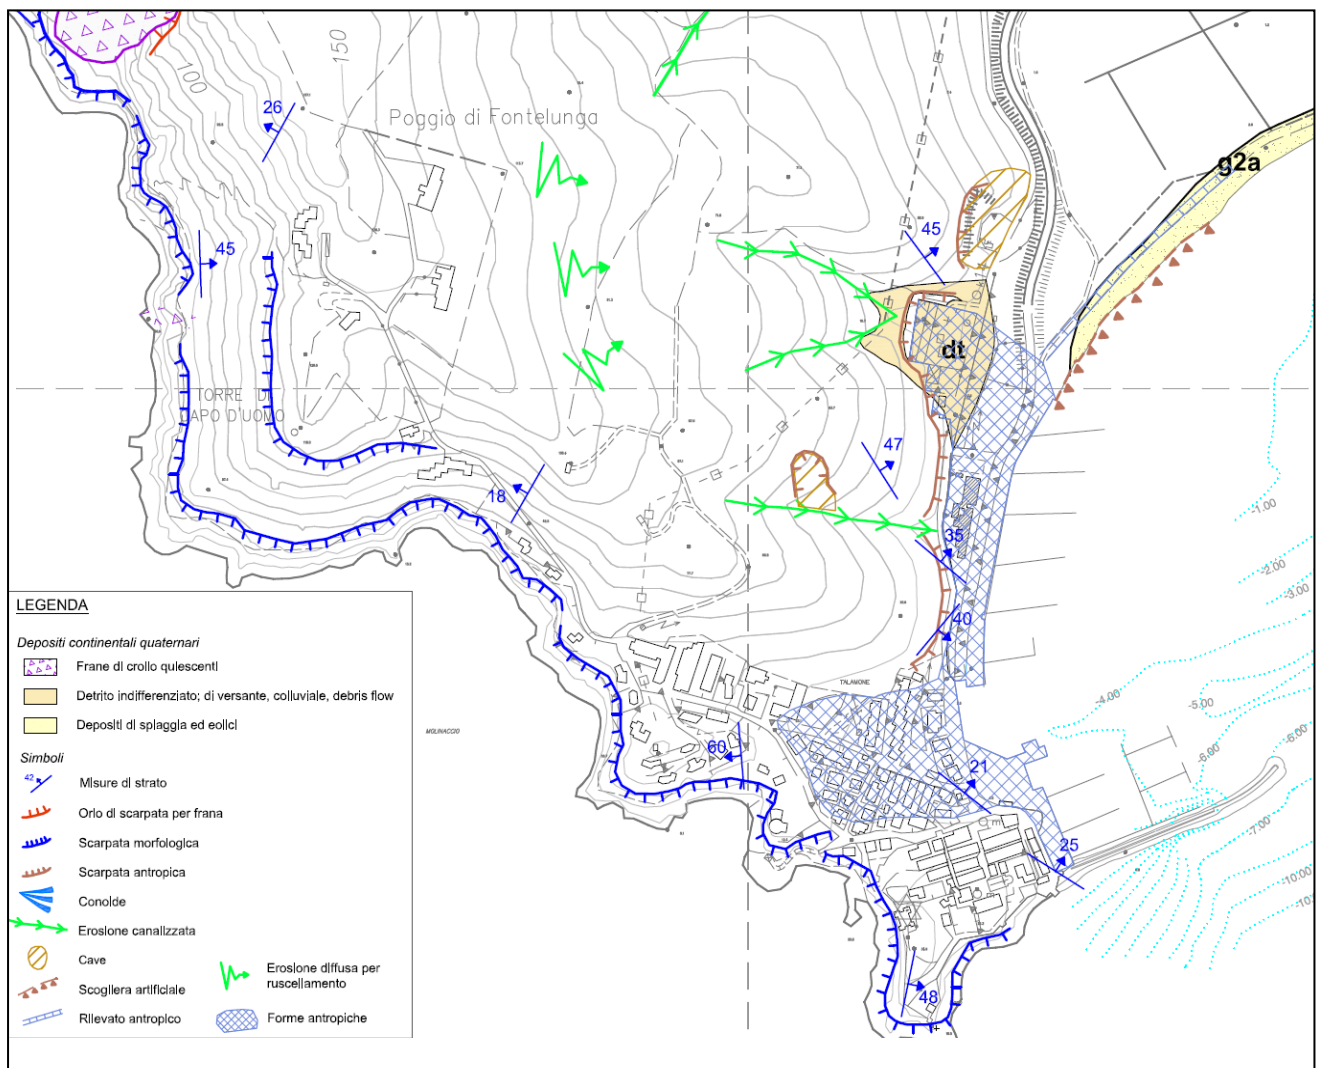 150
100
26
Poggio di Fontelunga
g2a
45
45
dt
TORRE DI
CAPO D'UOMO
47
18
-1.00
35
-2.00
-3.00
40
TALAMONE
-4.00
-5.00
-6.00
-6.00
MOLINACCIO
60
21
-7.00
25
-10.00
-10.
48
LEGENDA
Depositi continentali quaternari
Frane di crollo quiescenti
Detrito indifferenziato; di versante, colluviale, debris flow
Depositi di spiaggia ed eolici
Simboli
42
Misure di strato
Orlo di scarpata per frana
Scarpata morfologica
Scarpata antropica
Conoide
Erosione canalizzata
Cave
Scogliera artificiale
Rilevato antropico
Erosione diffusa per
ruscellamento
Forme antropiche